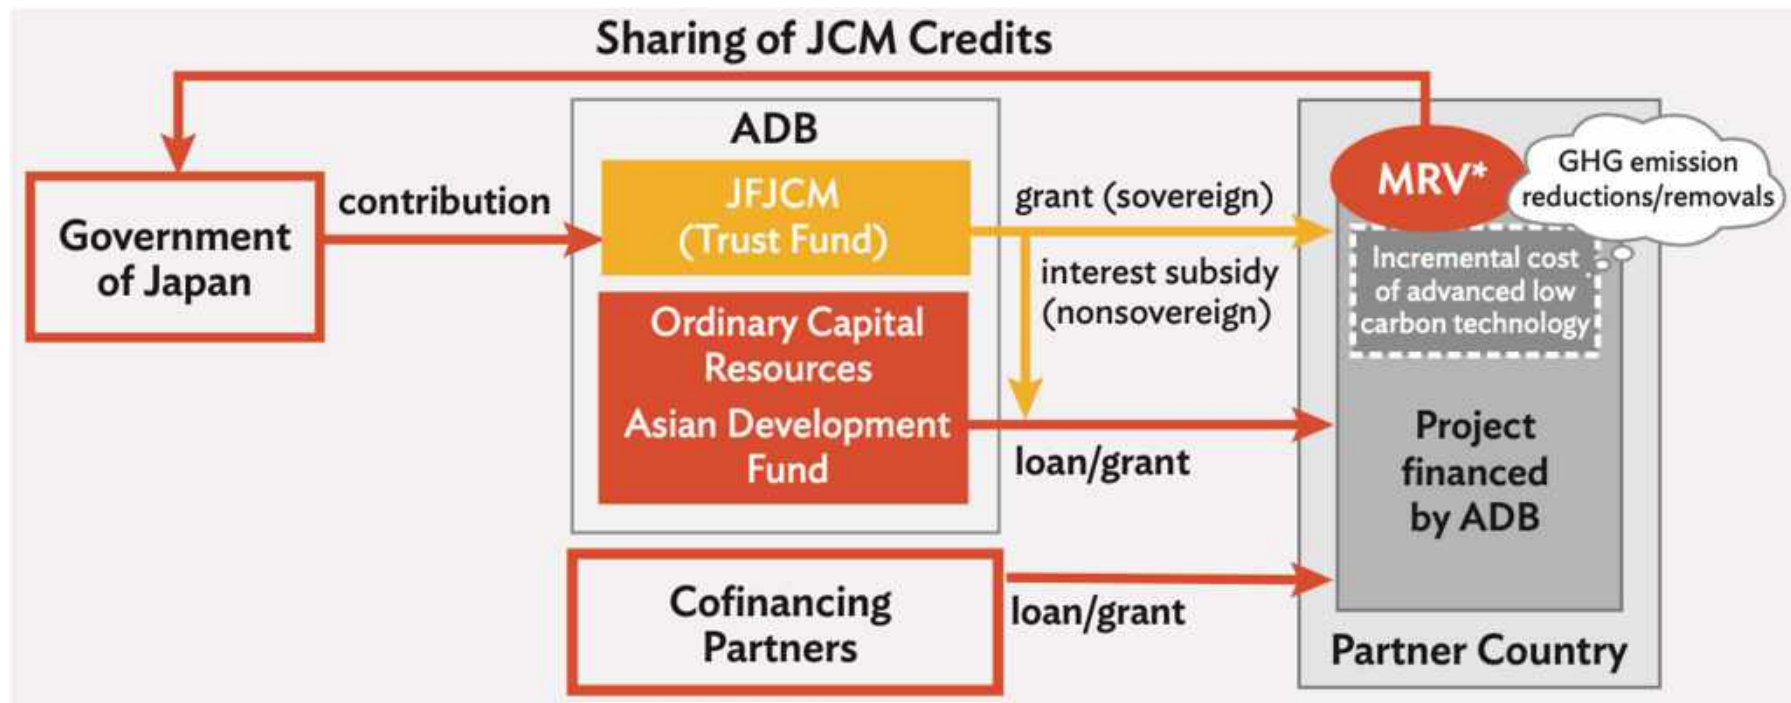 Sharing of JCM Credits
Government
of Japan
contribution
ADB
JFJCM
(Trust Fund)
Ordinary Capital
Resources
Asian Development
Fund
Cofinancing
Partners
grant (sovereign)
interest subsidy
(nonsovereign)
loan/grant
loan/grant
MRV*
GHG emission
reductions/removals
Incremental cost
of advanced low
carbon technology
Project
financed
by ADB
Partner Country